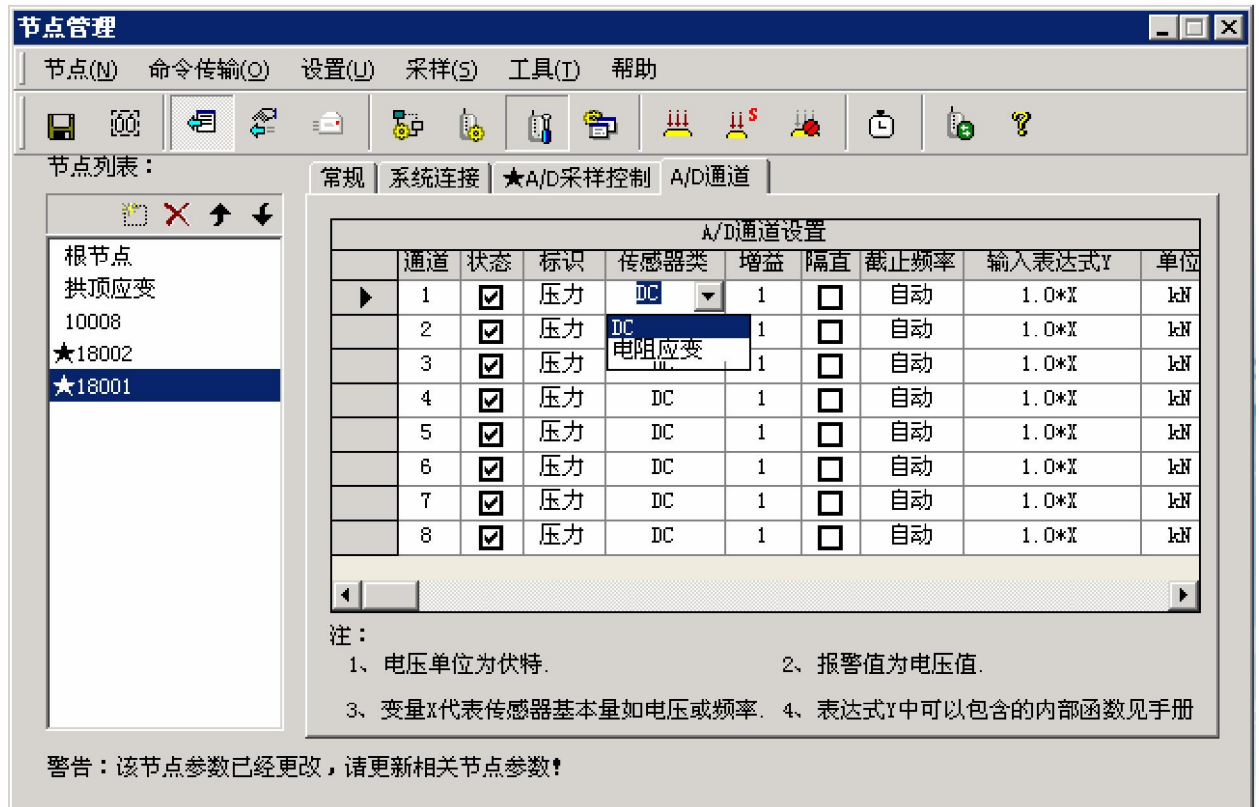 节点管理
节点(N) 命令传输(O) 设置(U) 采样(S) 工具(T) 帮助
节点列表：
常规 系统连接 ★A/D采样控制 A/D通道
根节点
拱顶应变
10008
★18002
★18001
A/D通道设置
通道 状态 标识 传感器类 增益 隔直 截止频率 输入表达式Y 单位
1 压力 DC 1 自动 1.0*X kN
DC
电阻应变
2 压力 1 自动 1.0*X kN
3 压力 DC 1 自动 1.0*X kN
4 压力 DC 1 自动 1.0*X kN
5 压力 DC 1 自动 1.0*X kN
6 压力 DC 1 自动 1.0*X kN
7 压力 DC 1 自动 1.0*X kN
8 压力 DC 1 自动 1.0*X kN
注：
1、电压单位为伏特. 2、报警值为电压值.
3、变量X代表传感器基本量如电压或频率. 4、表达式Y中可以包含的内部函数见手册
警告：该节点参数已经更改，请更新相关节点参数!